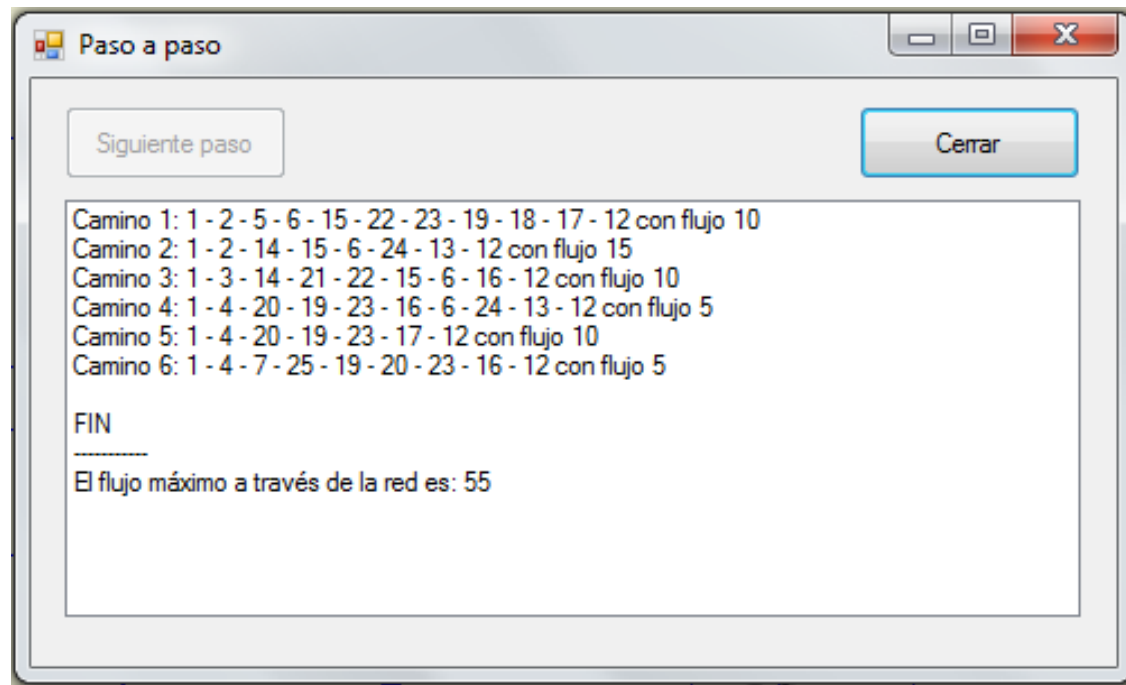 Paso a paso
Siguiente paso
Cerrar
Camino 1: 1 - 2 - 5 - 6 - 15 - 22 - 23 - 19 - 18 - 17 - 12 con flujo 10
Camino 2: 1 - 2 - 14 - 15 - 6 - 24 - 13 - 12 con flujo 15
Camino 3: 1 - 3 - 14 - 21 - 22 - 15 - 6 - 16 - 12 con flujo 10
Camino 4: 1 - 4 - 20 - 19 - 23 - 16 - 6 - 24 - 13 - 12 con flujo 5
Camino 5: 1 - 4 - 20 - 19 - 23 - 17 - 12 con flujo 10
Camino 6: 1 - 4 - 7 - 25 - 19 - 20 - 23 - 16 - 12 con flujo 5
FIN
-----------
El flujo máximo a través de la red es: 55